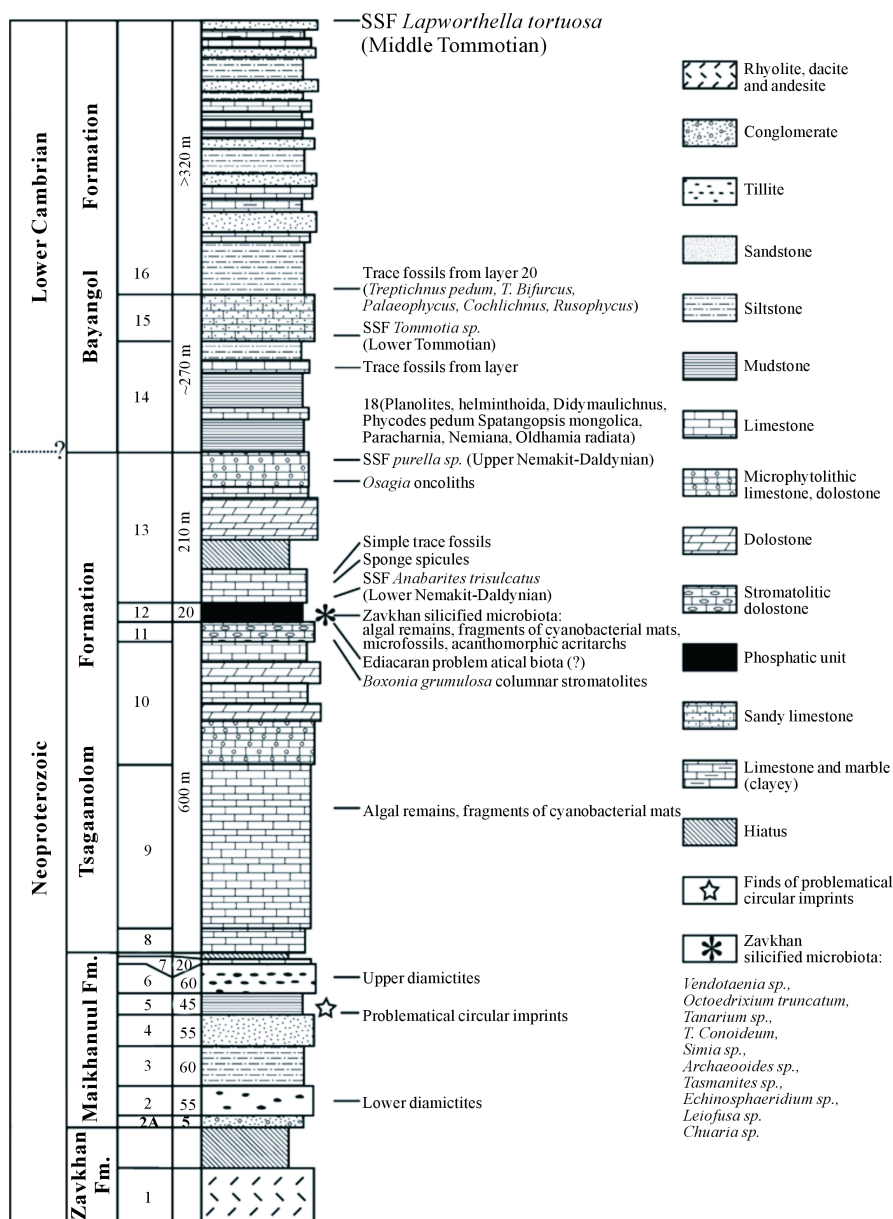 SSF Lapworthella tortuosa
(Middle Tommotian)
Lower Cambrian
Bayangol Formation
>320 m
16
Trace fossils from layer 20
(Treptichnus pedum, T. Bifurcus,
Palaeophycus, Cochlichnus, Rusophycus)
15
SSF Tommotia sp.
(Lower Tommotian)
~270 m
Trace fossils from layer
14
18(Planolites, helminthoida, Didymaulichnus,
Phycodes pedum Spatangopsis mongolica,
Paracharnia, Nemiana, Oldhamia radiata)
?
SSF purella sp. (Upper Nemakit-Daldynian)
Osagia oncoliths
Neoproterozoic
Tsagaanolom Formation
13
210 m
Simple trace fossils
Sponge spicules
SSF Anabarites trisulcatus
(Lower Nemakit-Daldynian)
12
20
Zavkhan silicified microbiota:
algal remains, fragments of cyanobacterial mats,
microfossils, acanthomorphic acritarchs
11
Ediacaran problem atical biota (?)
Boxonia grumulosa columnar stromatolites
10
600 m
Algal remains, fragments of cyanobacterial mats
9
8
Maikhanuul Fm.
7 20
6 60
Upper diamictites
5 45
Problematical circular imprints
4 55
3 60
2 55
Lower diamictites
2A 5
Zavkhan
Fm.
1
Rhyolite, dacite
and andesite
Conglomerate
Tillite
Sandstone
Siltstone
Mudstone
Limestone
Microphytolithic
limestone, dolostone
Dolostone
Stromatolitic
dolostone
Phosphatic unit
Sandy limestone
Limestone and marble
(clayey)
Hiatus
Finds of problematical
circular imprints
Zavkhan
silicified microbiota:
Vendotaenia sp.,
Octoedrixium truncatum,
Tanarium sp.,
T. Conoideum,
Simia sp.,
Archaeooides sp.,
Tasmanites sp.,
Echinosphaeridium sp.,
Leiofusa sp.
Chuaria sp.